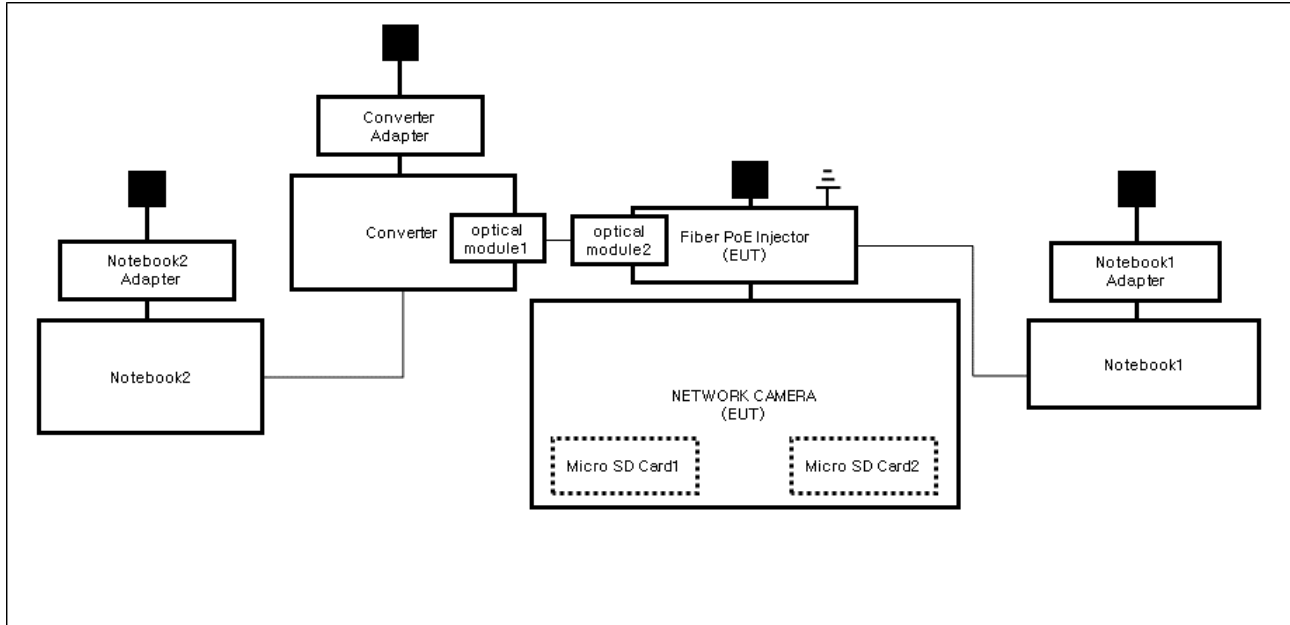 Converter
Adapter
Converter
optical
module1
optical
module2
Fiber PoE Injector
(EUT)
Notebook2
Adapter
Notebook1
Adapter
Notebook2
Notebook1
NETWORK CAMERA
(EUT)
Micro SD Card1
Micro SD Card2